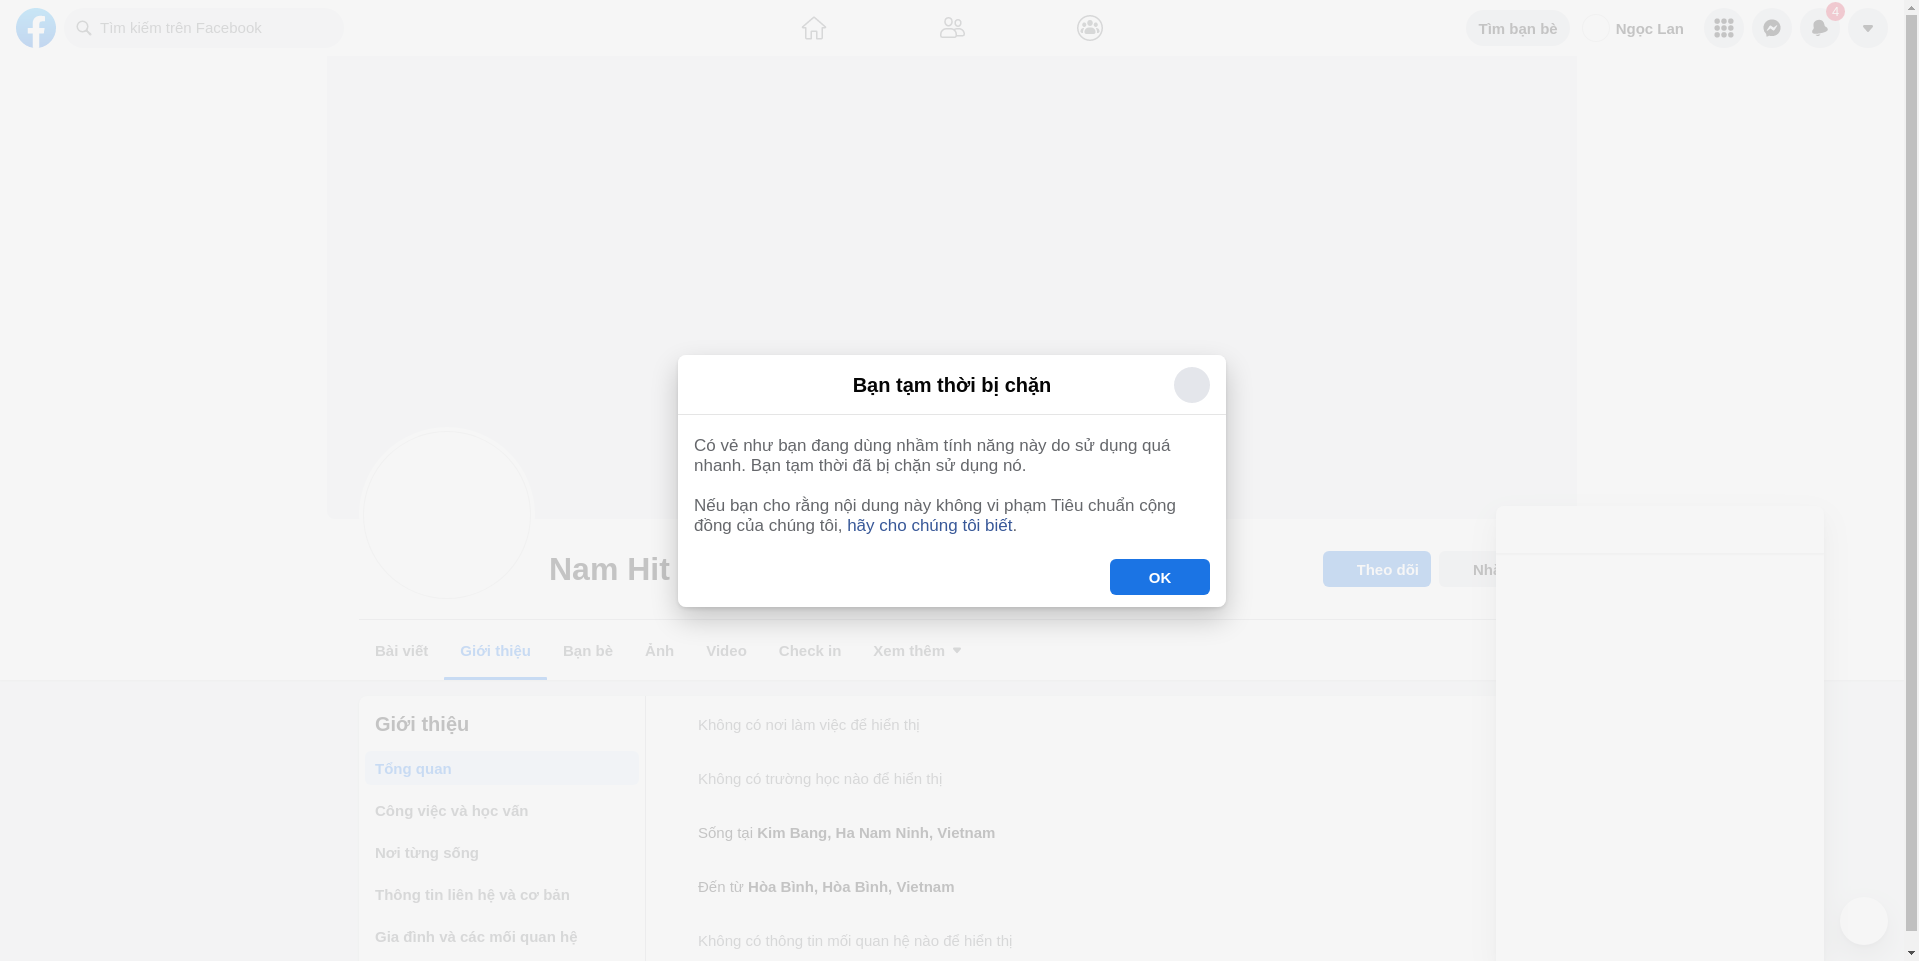 Tìm kiếm trên Facebook
Tìm bạn bè
Ngọc Lan
4
Bạn tạm thời bị chặn
Có vẻ như bạn đang dùng nhầm tính năng này do sử dụng quá
nhanh. Bạn tạm thời đã bị chặn sử dụng nó.
Nếu bạn cho rằng nội dung này không vi phạm Tiêu chuẩn cộng
đồng của chúng tôi, hãy cho chúng tôi biết.
OK
Nam Hit
Theo dõi
Bài viết
Giới thiệu
Bạn bè
Ảnh
Video
Check in
Xem thêm
Giới thiệu
Tổng quan
Công việc và học vấn
Nơi từng sống
Thông tin liên hệ và cơ bản
Gia đình và các mối quan hệ
Không có nơi làm việc để hiển thị
Không có trường học nào để hiển thị
Sống tại Kim Bang, Ha Nam Ninh, Vietnam
Đến từ Hòa Bình, Hòa Bình, Vietnam
Không có thông tin mối quan hệ nào để hiển thị